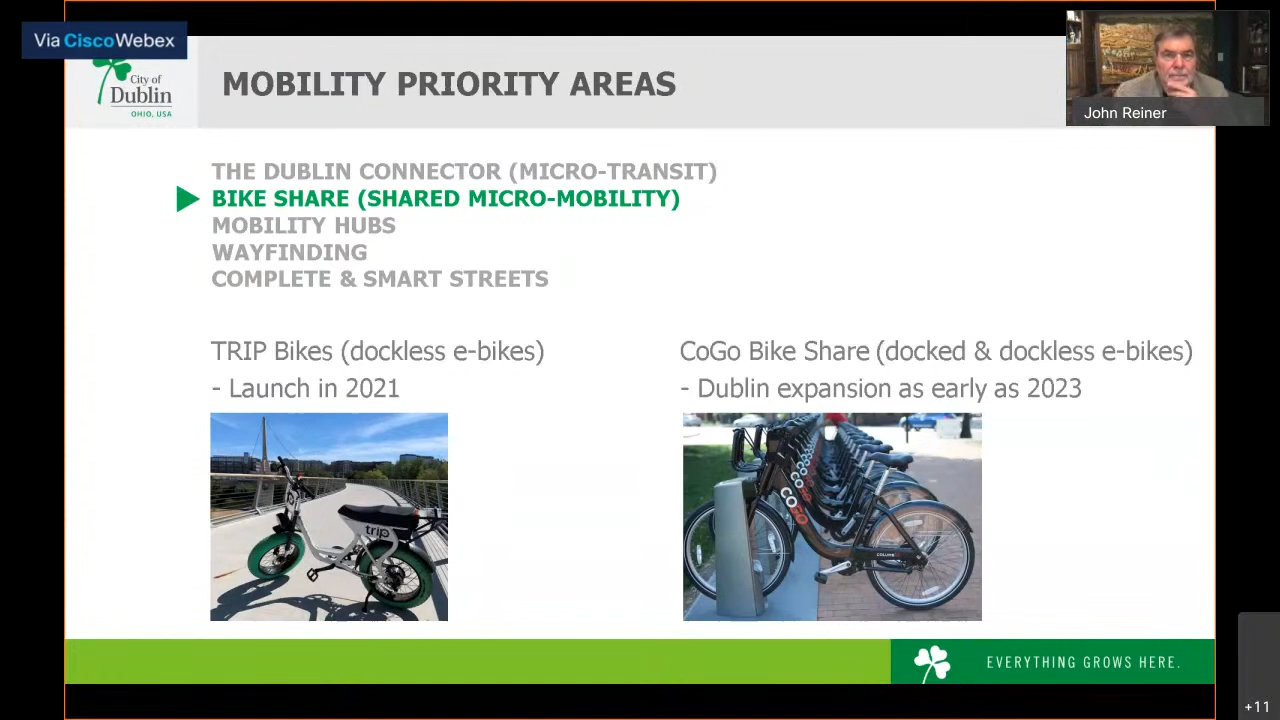 Via CiscoWebex
City of
Dublin
OHIO, USA
MOBILITY PRIORITY AREAS
John Reiner
THE DUBLIN CONNECTOR (MICRO-TRANSIT)
BIKE SHARE (SHARED MICRO-MOBILITY)
MOBILITY HUBS
WAYFINDING
COMPLETE & SMART STREETS
TRIP Bikes (dockless e-bikes)
- Launch in 2021
CoGo Bike Share (docked & dockless e-bikes)
- Dublin expansion as early as 2023
trip
COGO
EVERYTHING GROWS HERE.
+11